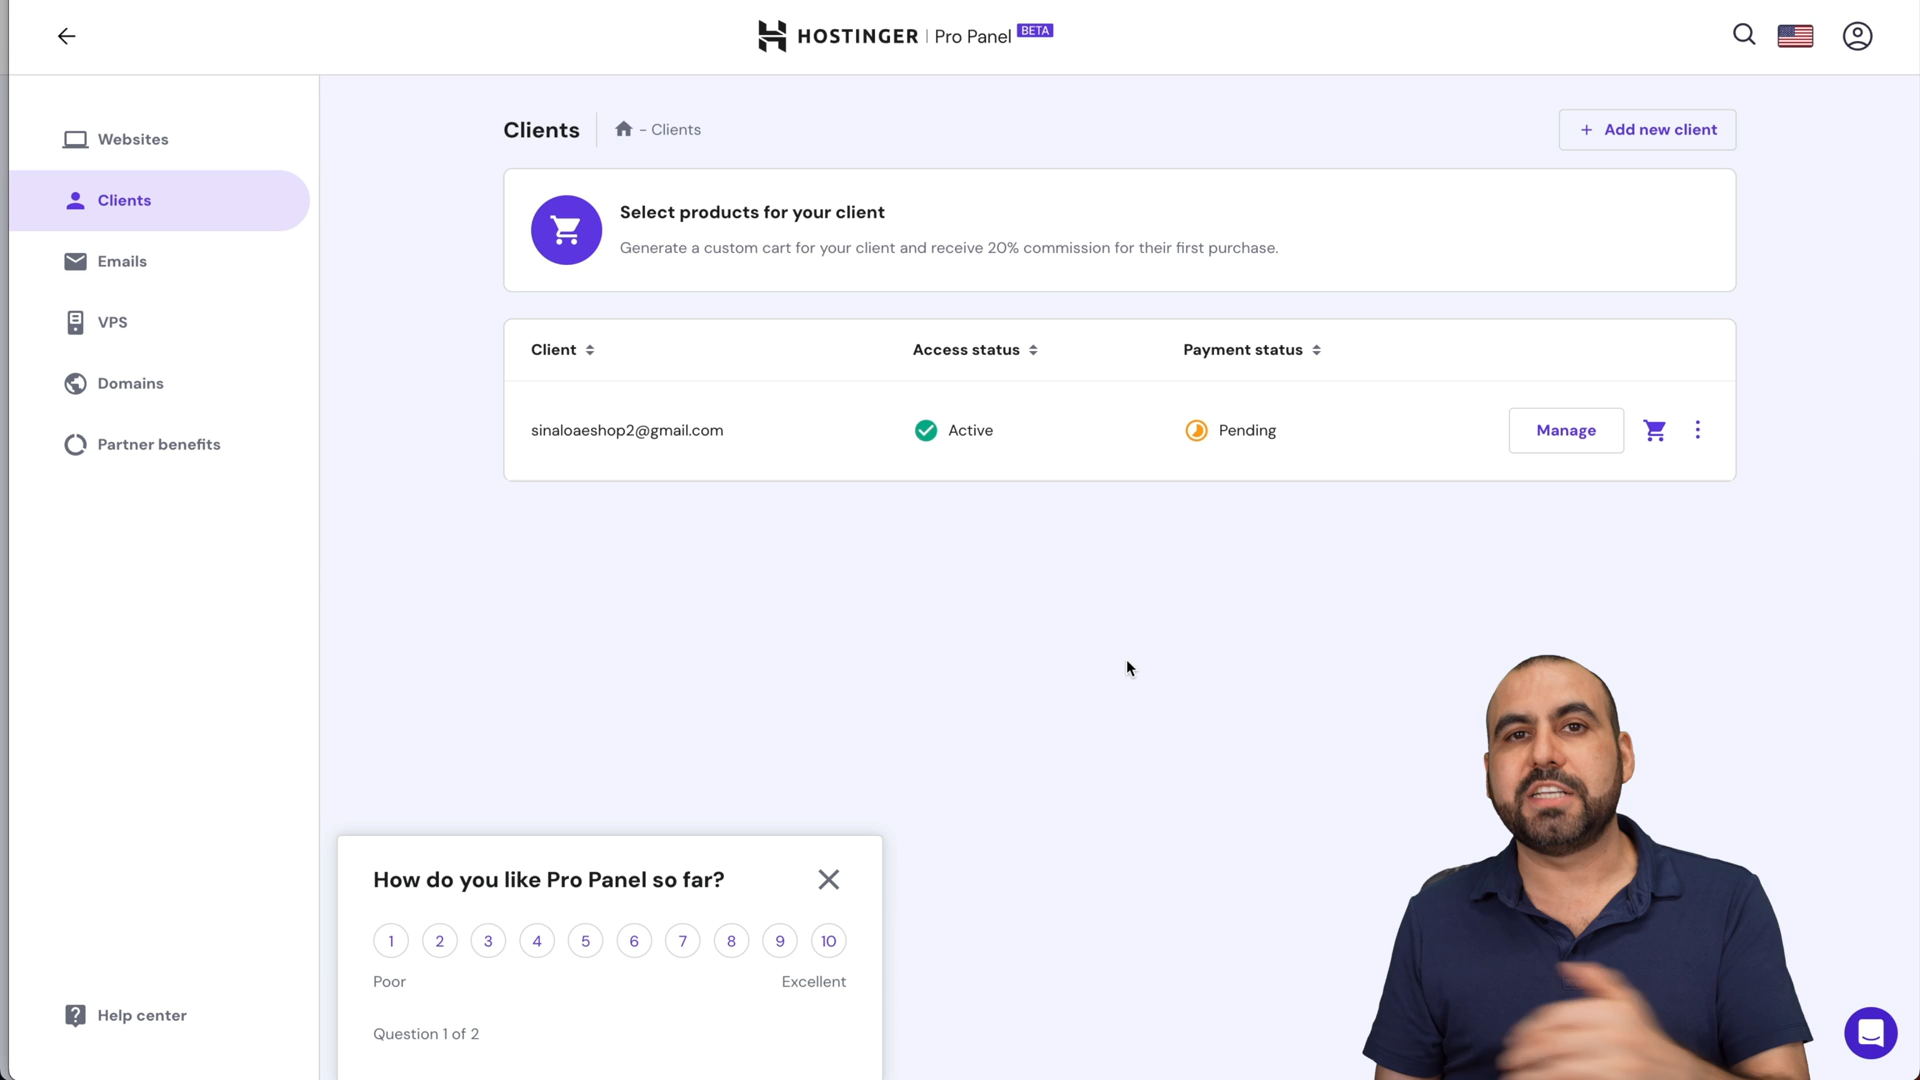 HOSTINGER | Pro Panel BETA
Websites
Clients
Emails
VPS
Domains
Partner benefits
Help center
Clients
- Clients
+ Add new client
Select products for your client
Generate a custom cart for your client and receive 20% commission for their first purchase.
Client
Access status
Payment status
sinaloaeshop2@gmail.com
Active
Pending
Manage
How do you like Pro Panel so far?
1 2 3 4 5 6 7 8 9 10
Poor
Excellent
Question 1 of 2